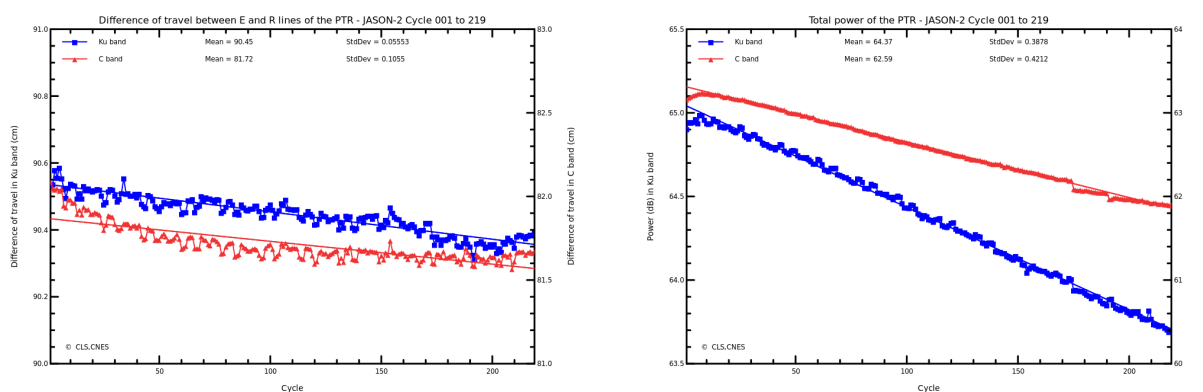 Difference of travel between E and R lines of the PTR - JASON-2 Cycle 001 to 219
91.0
90.8
90.6
90.4
90.2
90.0
83.0
82.5
82.0
81.5
81.0
Ku band Mean = 90.45 StdDev = 0.05553
C band Mean = 81.72 StdDev = 0.1055
Difference of travel in Ku band (cm)
Difference of travel in C band (cm)
© CLS,CNES
50 100 150 200
Cycle
Total power of the PTR - JASON-2 Cycle 001 to 219
65.5
65.0
64.5
64.0
63.5
64
63
63
62
62
Ku band Mean = 64.37 StdDev = 0.3878
C band Mean = 62.59 StdDev = 0.4212
Power (dB) in Ku band
© CLS,CNES
50 100 150 200
Cycle